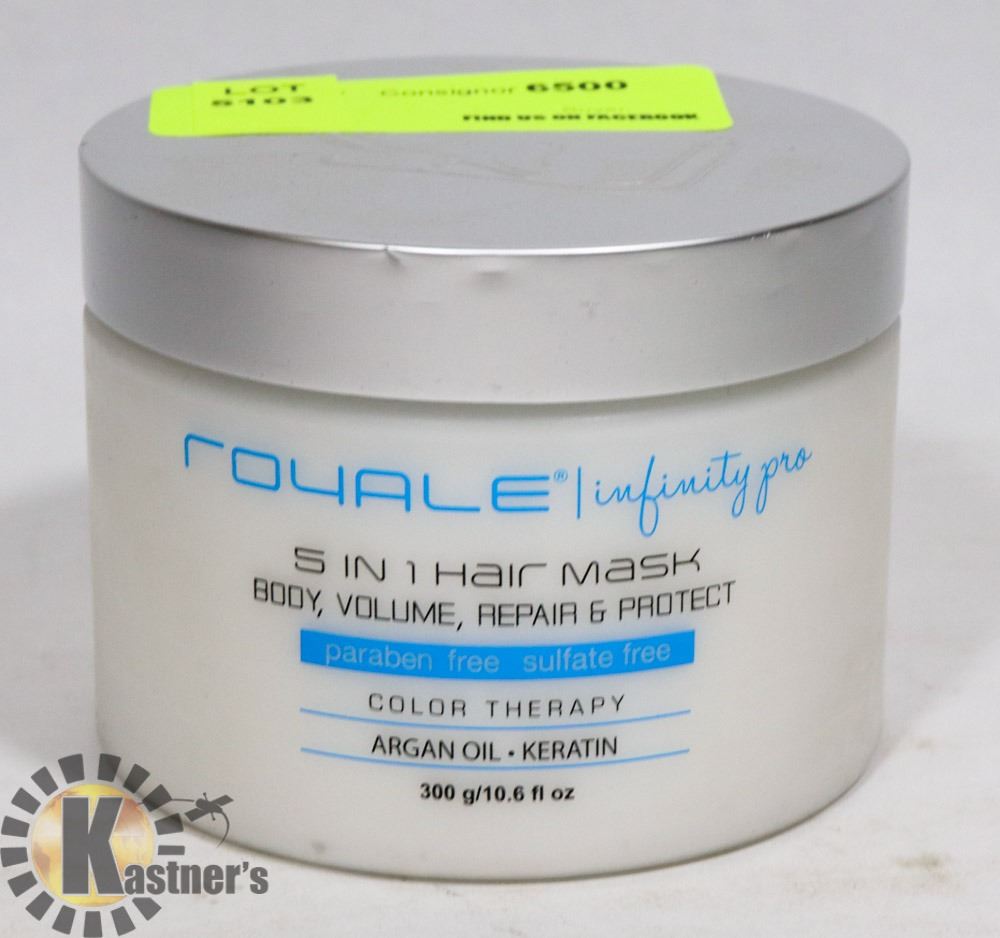 LOT
5103
Consignor 6500
FIND US ON FACEBOOK
royale® | infinity pro
5 IN 1 Hair Mask
BODY, VOLUME, REPAIR & PROTECT
paraben free sulfate free
COLOR THERAPY
ARGAN OIL • KERATIN
300 g/10.6 fl oz
Kastner's